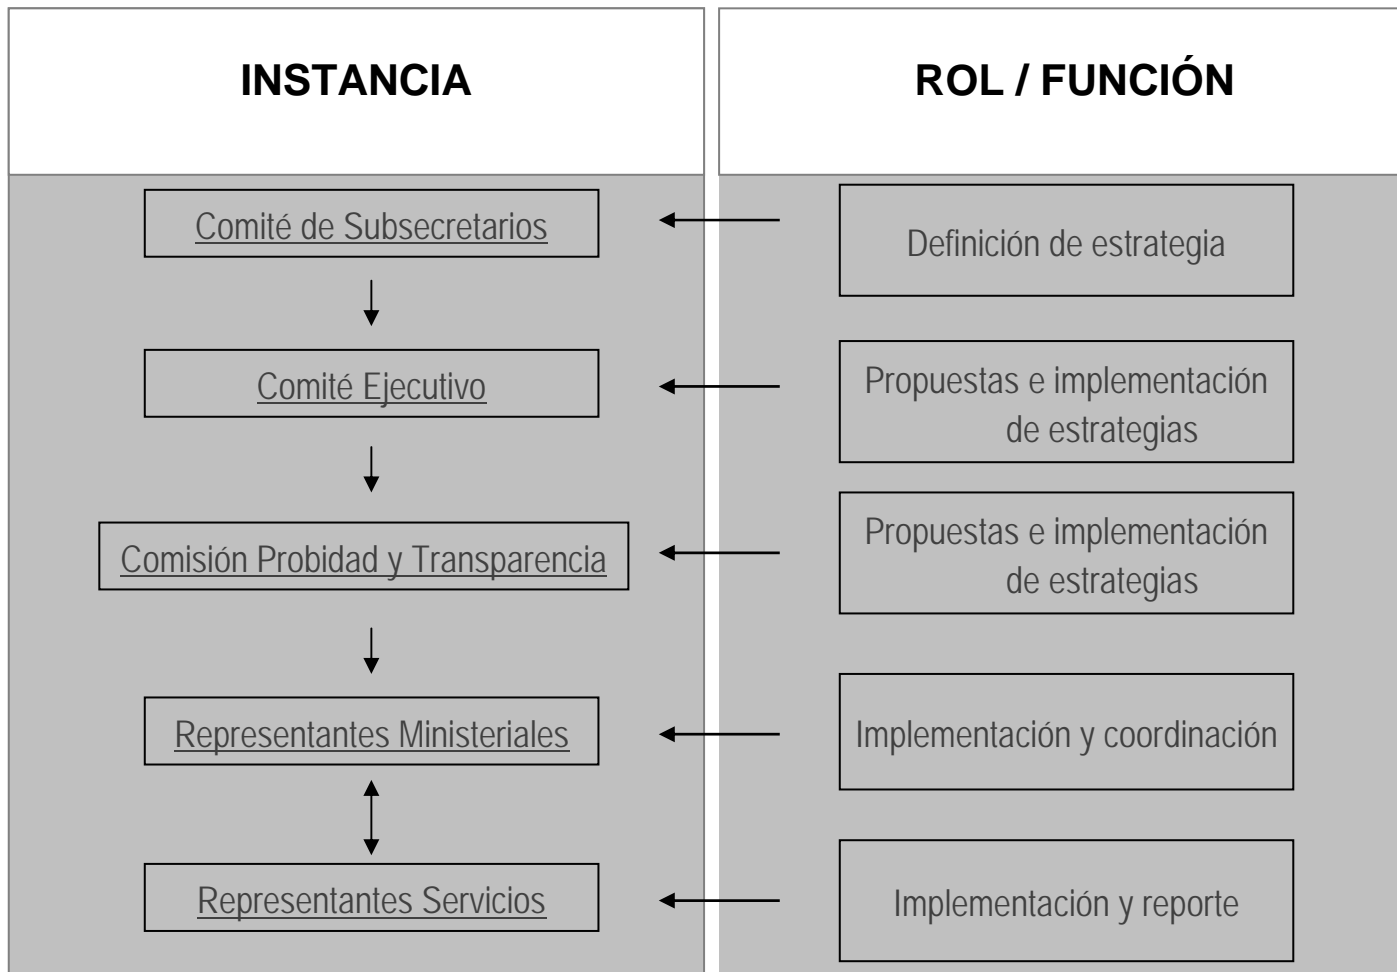 INSTANCIA
ROL / FUNCIÓN
Comité de Subsecretarios
Definición de estrategia
Comité Ejecutivo
Propuestas e implementación
de estrategias
Comisión Probidad y Transparencia
Propuestas e implementación
de estrategias
Representantes Ministeriales
Implementación y coordinación
Representantes Servicios
Implementación y reporte